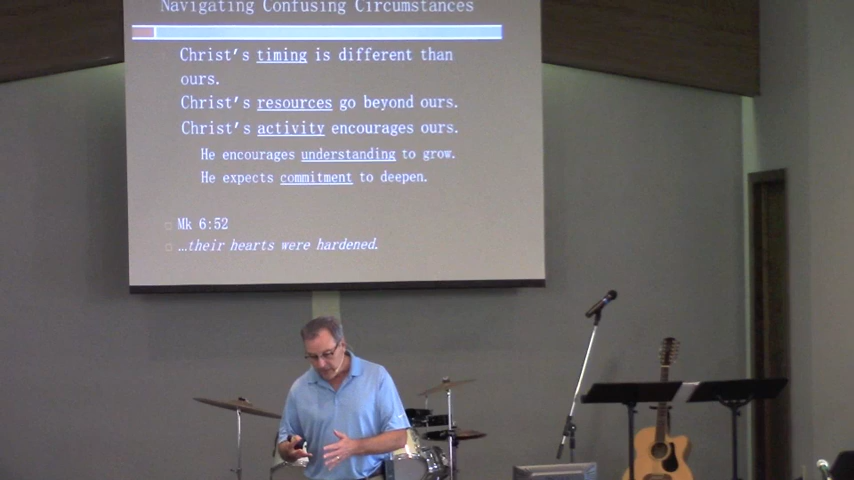 Navigating Confusing Circumstances
Christ's timing is different than
ours.
Christ's resources go beyond ours.
Christ's activity encourages ours.
He encourages understanding to grow.
He expects commitment to deepen.
Mk 6:52
…their hearts were hardened.